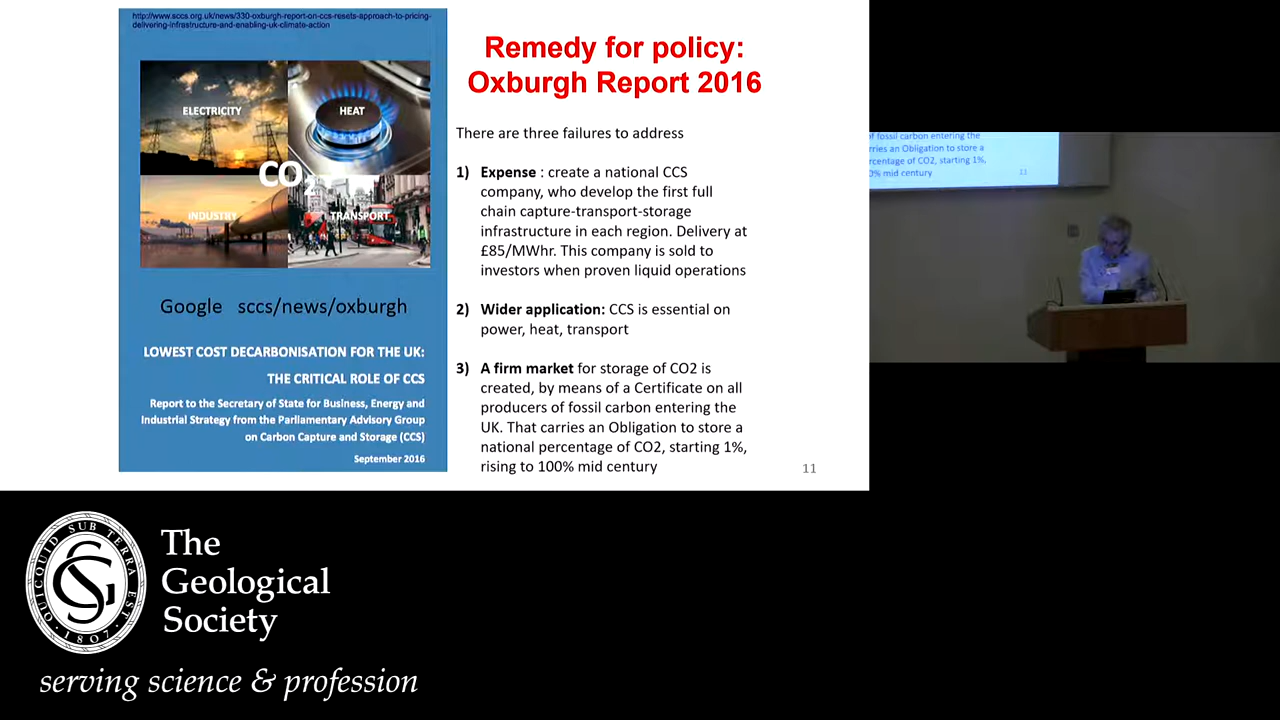 http://www.sccs.org.uk/news/330-oxburgh-report-on-ccs-resets-approach-to-pricing-
delivering-infrastructure-and-enabling-uk-climate-action
ELECTRICITY
HEAT
CO2
INDUSTRY
TRANSPORT
Google sccs/news/oxburgh
LOWEST COST DECARBONISATION FOR THE UK:
THE CRITICAL ROLE OF CCS
Report to the Secretary of State for Business, Energy and
Industrial Strategy from the Parliamentary Advisory Group
on Carbon Capture and Storage (CCS)
September 2016
Remedy for policy:
Oxburgh Report 2016
There are three failures to address
1) Expense : create a national CCS
company, who develop the first full
chain capture-transport-storage
infrastructure in each region. Delivery at
£85/MWhr. This company is sold to
investors when proven liquid operations
2) Wider application: CCS is essential on
power, heat, transport
3) A firm market for storage of CO2 is
created, by means of a Certificate on all
producers of fossil carbon entering the
UK. That carries an Obligation to store a
national percentage of CO2, starting 1%,
rising to 100% mid century
11
of fossil carbon entering the
rries an Obligation to store a
rcentage of CO2, starting 1%,
0% mid century
11
QUICQUID SUB TERRA EST
1807
The
Geological
Society
serving science & profession